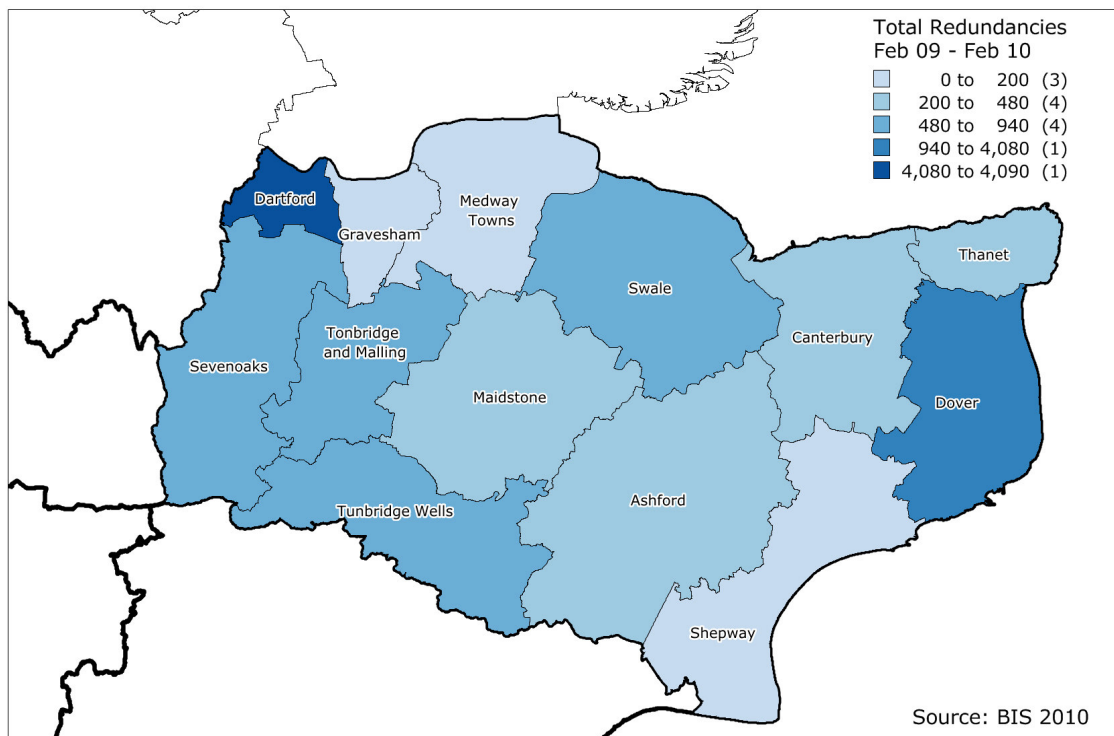 Total Redundancies
Feb 09 - Feb 10
0 to 200 (3)
200 to 480 (4)
480 to 940 (4)
940 to 4,080 (1)
4,080 to 4,090 (1)
Dartford
Gravesham
Medway
Towns
Thanet
Swale
Canterbury
Tonbridge
and Malling
Sevenoaks
Maidstone
Dover
Ashford
Tunbridge Wells
Shepway
Source: BIS 2010